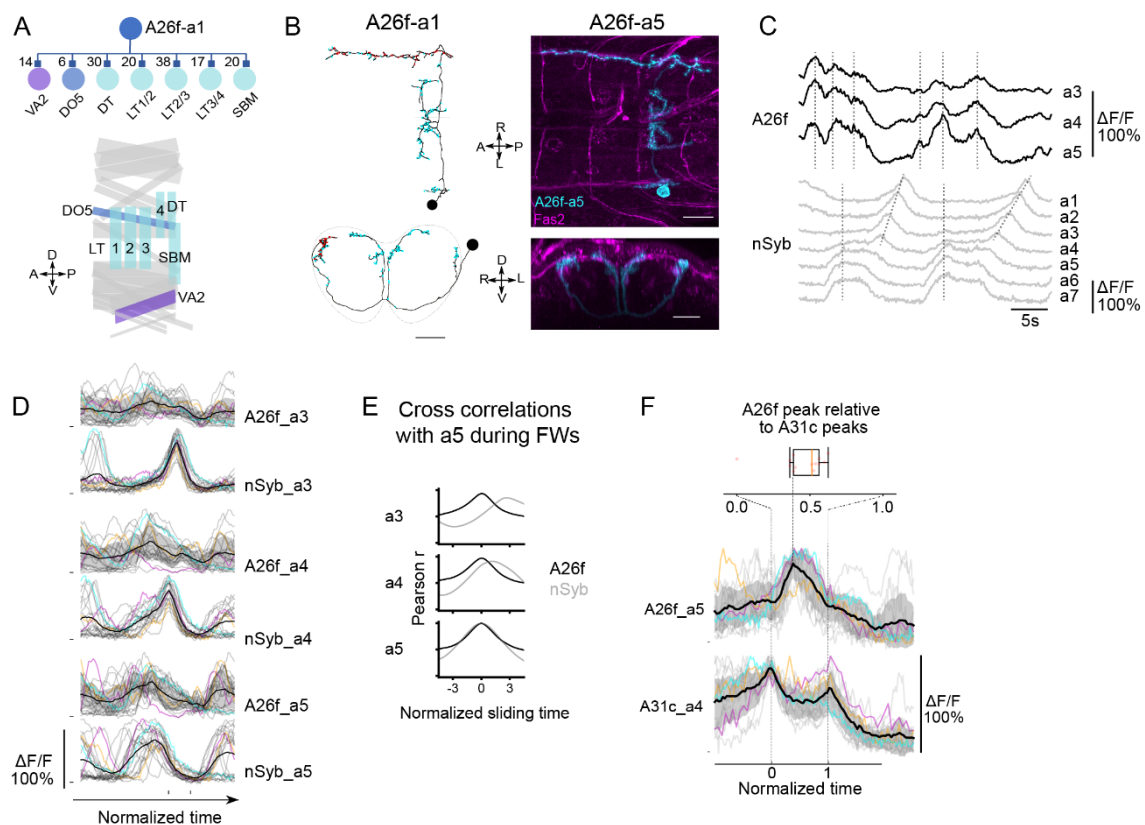 A
A26f-a1
14 6 30 20 38 17 20
VA2 DO5 DT LT1/2 LT2/3 LT3/4 SBM
DO5 4 DT
LT 1 2 3
SBM
VA2
D
A P
V
B
A26f-a1 A26f-a5
R
A P
L
A26f-a5
Fas2
D
R L
V
C
A26f
a3
a4
a5
ΔF/F
100%
nSyb
a1
a2
a3
a4
a5
a6
a7
ΔF/F
100%
5s
D
A26f_a3
nSyb_a3
A26f_a4
nSyb_a4
A26f_a5
nSyb_a5
ΔF/F
100%
Normalized time
E
Cross correlations
with a5 during FWs
a3
a4
a5
Pearson r
A26f
nSyb
-3 0 3
Normalized sliding time
F
A26f peak relative
to A31c peaks
0.0 0.5 1.0
A26f_a5
A31c_a4
ΔF/F
100%
0 1
Normalized time